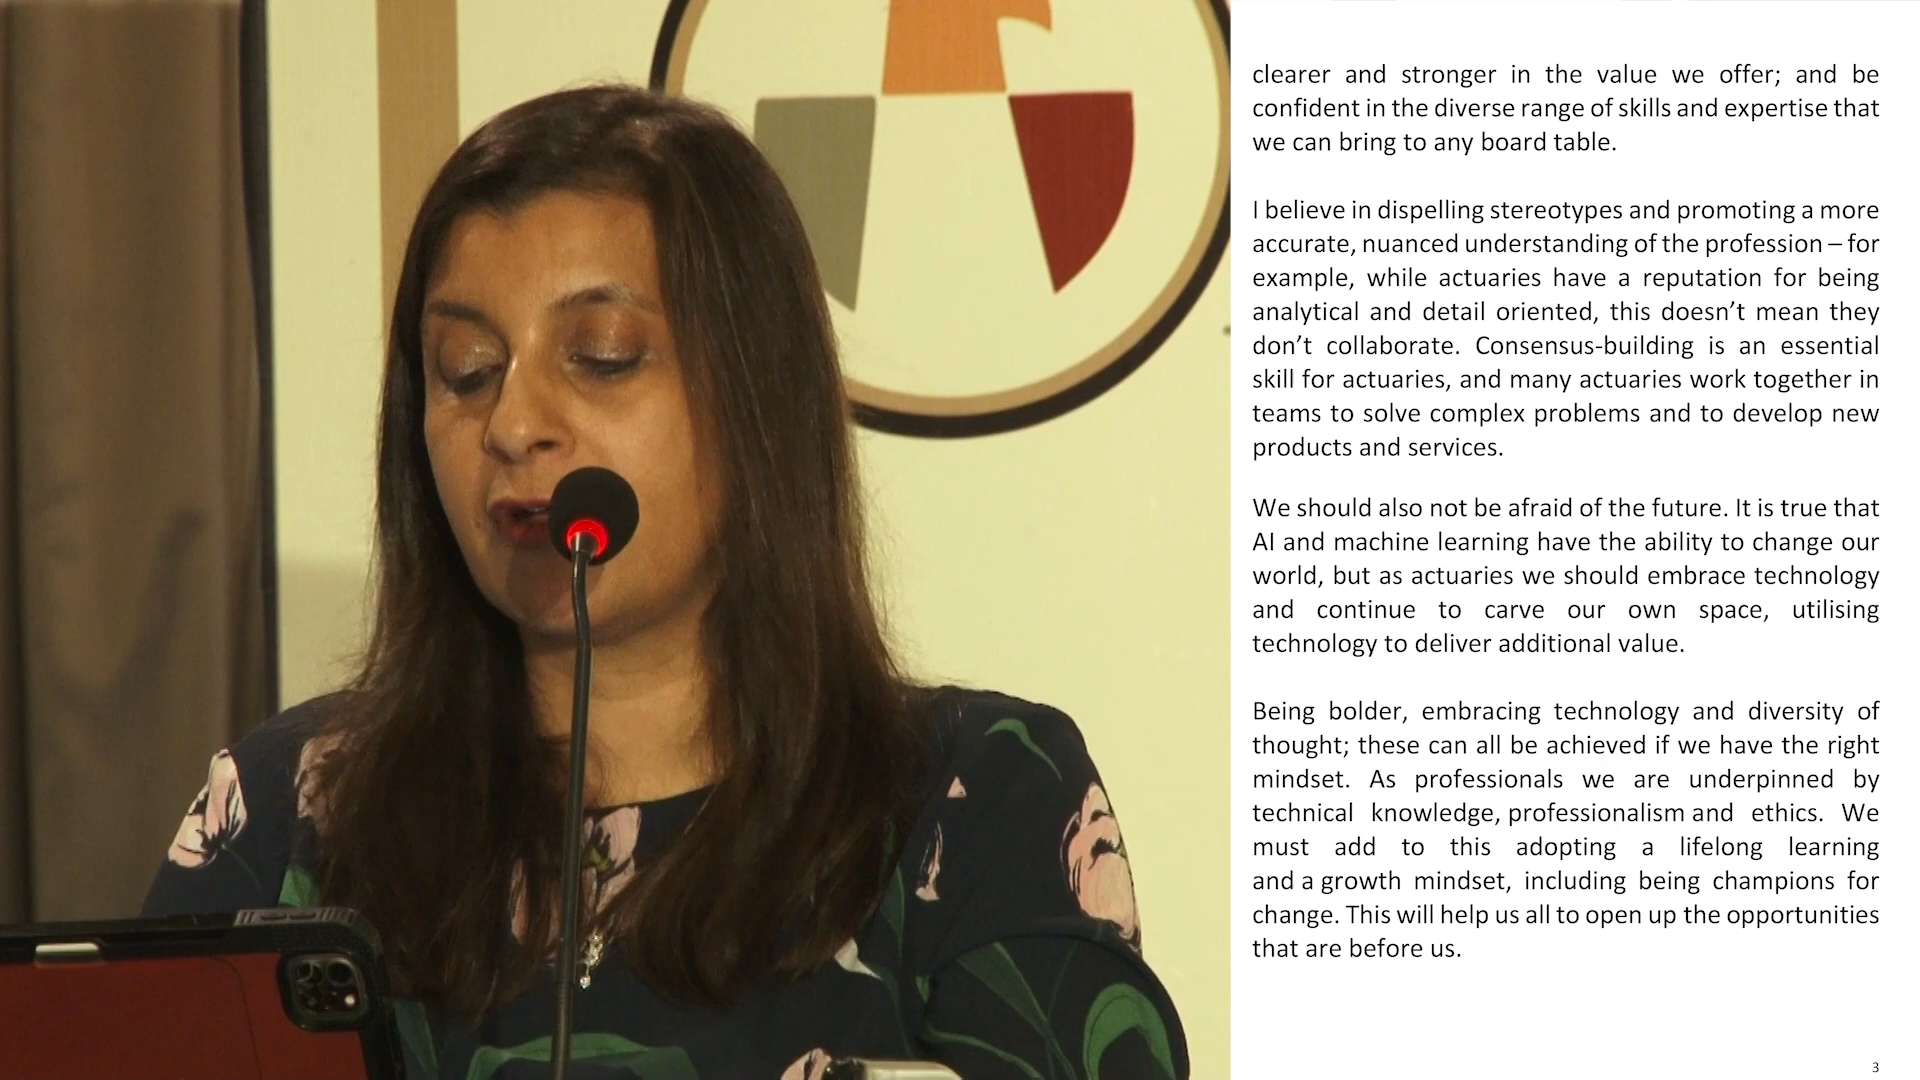 clearer and stronger in the value we offer; and be
confident in the diverse range of skills and expertise that
we can bring to any board table.
I believe in dispelling stereotypes and promoting a more
accurate, nuanced understanding of the profession – for
example, while actuaries have a reputation for being
analytical and detail oriented, this doesn’t mean they
don’t collaborate. Consensus-building is an essential
skill for actuaries, and many actuaries work together in
teams to solve complex problems and to develop new
products and services.
We should also not be afraid of the future. It is true that
AI and machine learning have the ability to change our
world, but as actuaries we should embrace technology
and continue to carve our own space, utilising
technology to deliver additional value.
Being bolder, embracing technology and diversity of
thought; these can all be achieved if we have the right
mindset. As professionals we are underpinned by
technical knowledge, professionalism and ethics. We
must add to this adopting a lifelong learning
and a growth mindset, including being champions for
change. This will help us all to open up the opportunities
that are before us.
3